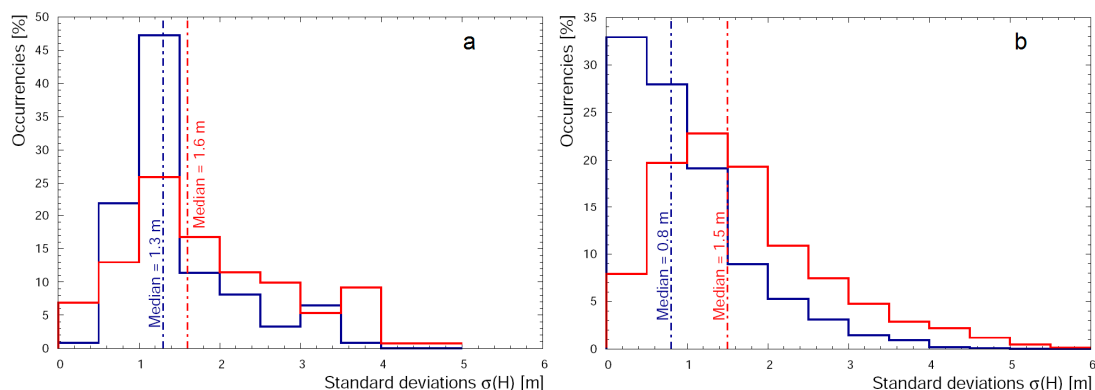 Occurrencies [%]
50
45
40
35
30
25
20
15
10
5
0
a
Median = 1.3 m
Median = 1.6 m
0 1 2 3 4 5 6
Standard deviations σ(H) [m]
Occurrencies [%]
35
30
25
20
15
10
5
0
b
Median = 0.8 m
Median = 1.5 m
0 1 2 3 4 5 6
Standard deviations σ(H) [m]